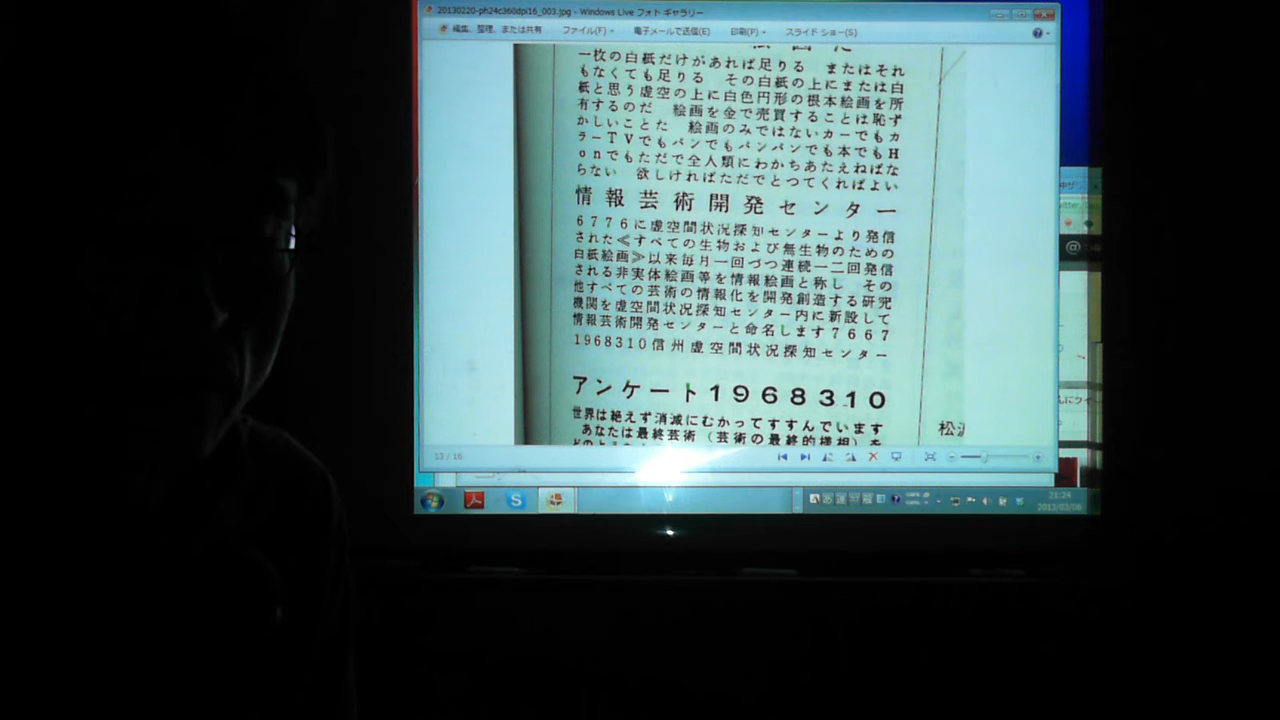 20130220-ph24c360dpi16_003.jpg - Windows Live フォト ギャラリー
編集、整理、または共有 ファイル(F) 電子メールで送信(E) 印刷(P) スライド ショー(S)
一枚の白紙だけがあれば足りる またはそれ
もなくても足りる その白紙の上にまたは白
紙と思う虚空の上に白色円形の根本絵画を所
有するのだ 絵画を金で売買することは恥ず
かしいことだ 絵画のみではないカーでもカ
ラーTVでもパンでもパンパンでも本でもH
onでもただで全人類にわかちあたえねばな
らない 欲しければただでとつてくればよい
情報芸術開発センター
6776に虚空間状況探知センターより発信
された≪すべての生物および無生物のための
白紙絵画≫以来毎月一回づつ連続一二回発信
される非実体絵画等を情報絵画と称し その
他すべての芸術の情報化を開発創造する研究
機関を虚空間状況探知センター内に新設して
情報芸術開発センターと命名します7667
1968310信州虚空間状況探知センター
アンケート1968310
世界は絶えず消滅にむかってすすんでいます
あなたは最終芸術(芸術の最終的様相)を
松
13 / 16
21:24
2013/03/06